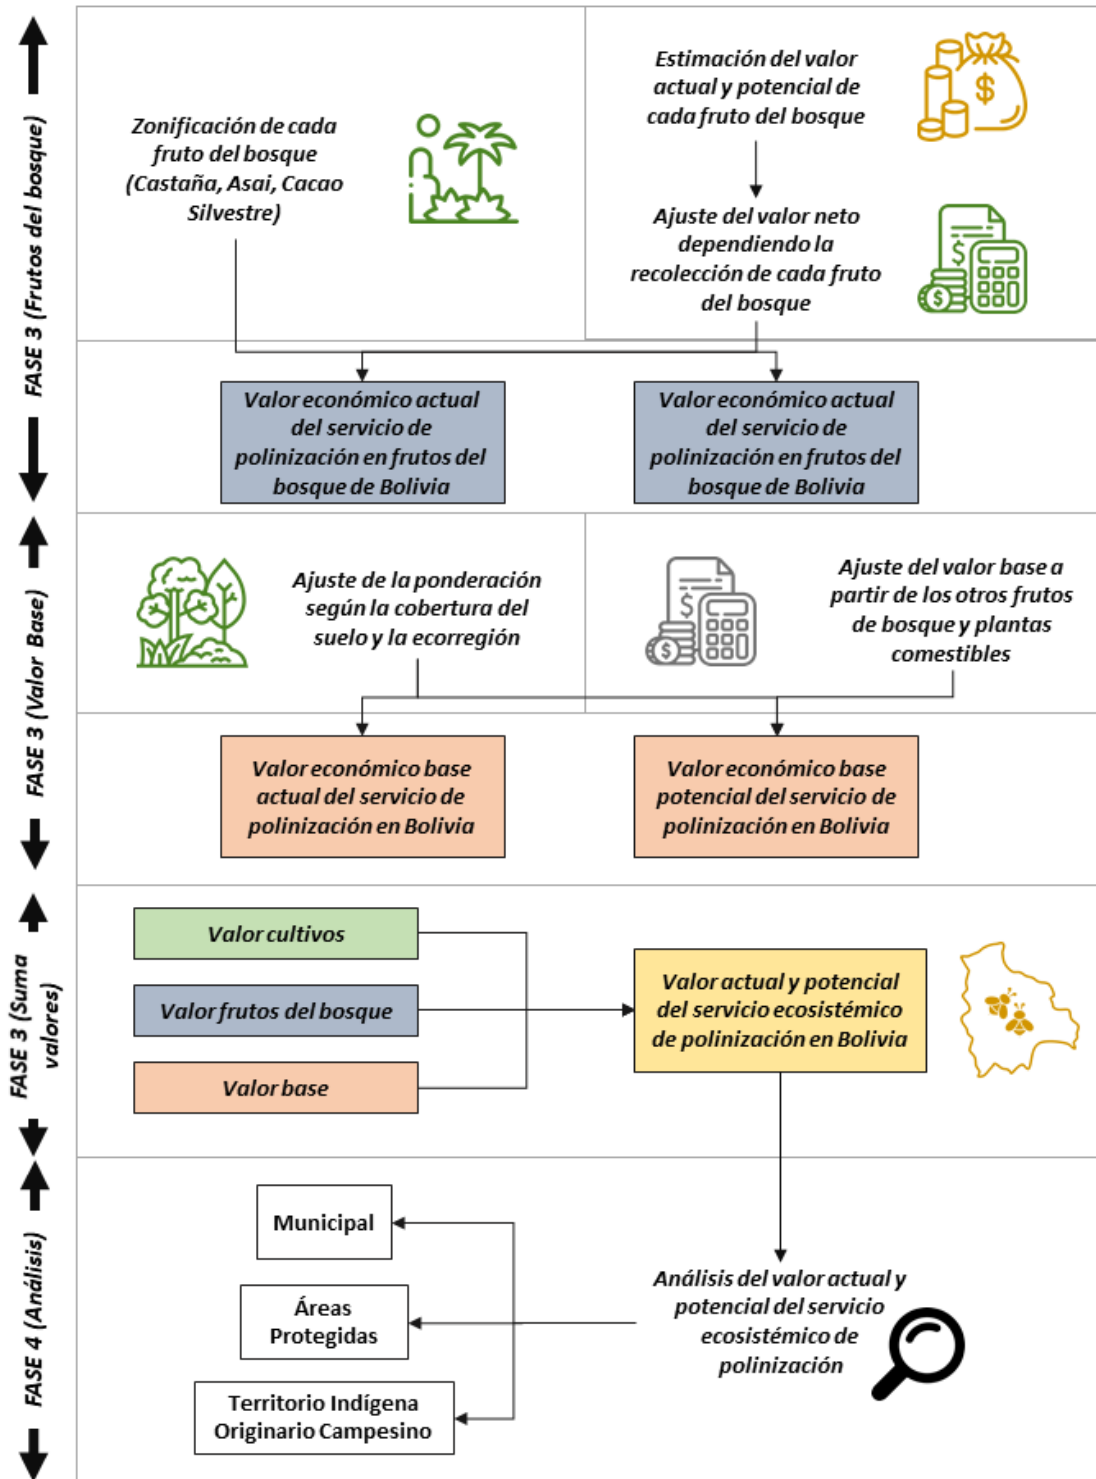 FASE 3 (Frutos del bosque)
Zonificación de cada
fruto del bosque
(Castaña, Asai, Cacao
Silvestre)
Estimación del valor
actual y potencial de
cada fruto del bosque
$
Ajuste del valor neto
dependiendo la
recolección de cada fruto
del bosque
$
$
Valor económico actual
del servicio de
polinización en frutos del
bosque de Bolivia
Valor económico actual
del servicio de
polinización en frutos del
bosque de Bolivia
FASE 3 (Valor Base)
Ajuste de la ponderación
según la cobertura del
suelo y la ecorregión
$
$
Ajuste del valor base a
partir de los otros frutos
de bosque y plantas
comestibles
Valor económico base
actual del servicio de
polinización en Bolivia
Valor económico base
potencial del servicio de
polinización en Bolivia
FASE 3 (Suma
valores)
Valor cultivos
Valor frutos del bosque
Valor base
Valor actual y potencial
del servicio ecosistémico
de polinización en Bolivia
FASE 4 (Análisis)
Municipal
Áreas
Protegidas
Territorio Indígena
Originario Campesino
Análisis del valor actual y
potencial del servicio
ecosistémico de
polinización